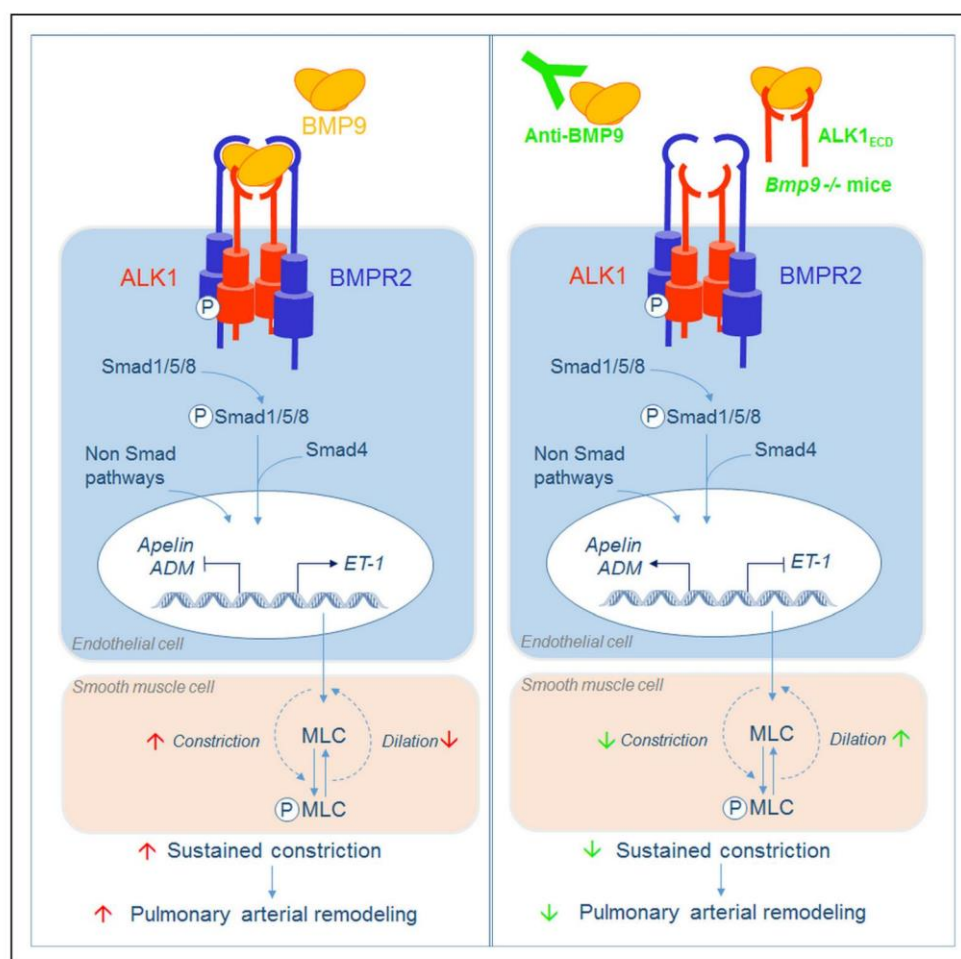 BMP9
ALK1
BMPR2
P
Smad1/5/8
P Smad1/5/8
Non Smad
pathways
Smad4
Apelin
ADM
ET-1
Endothelial cell
Smooth muscle cell
Constriction
MLC
Dilation
P MLC
Sustained constriction
Pulmonary arterial remodeling
Anti-BMP9
ALK1ECD
Bmp9 -/- mice
ALK1
BMPR2
P
Smad1/5/8
P Smad1/5/8
Non Smad
pathways
Smad4
Apelin
ADM
ET-1
Endothelial cell
Smooth muscle cell
Constriction
MLC
Dilation
P MLC
Sustained constriction
Pulmonary arterial remodeling